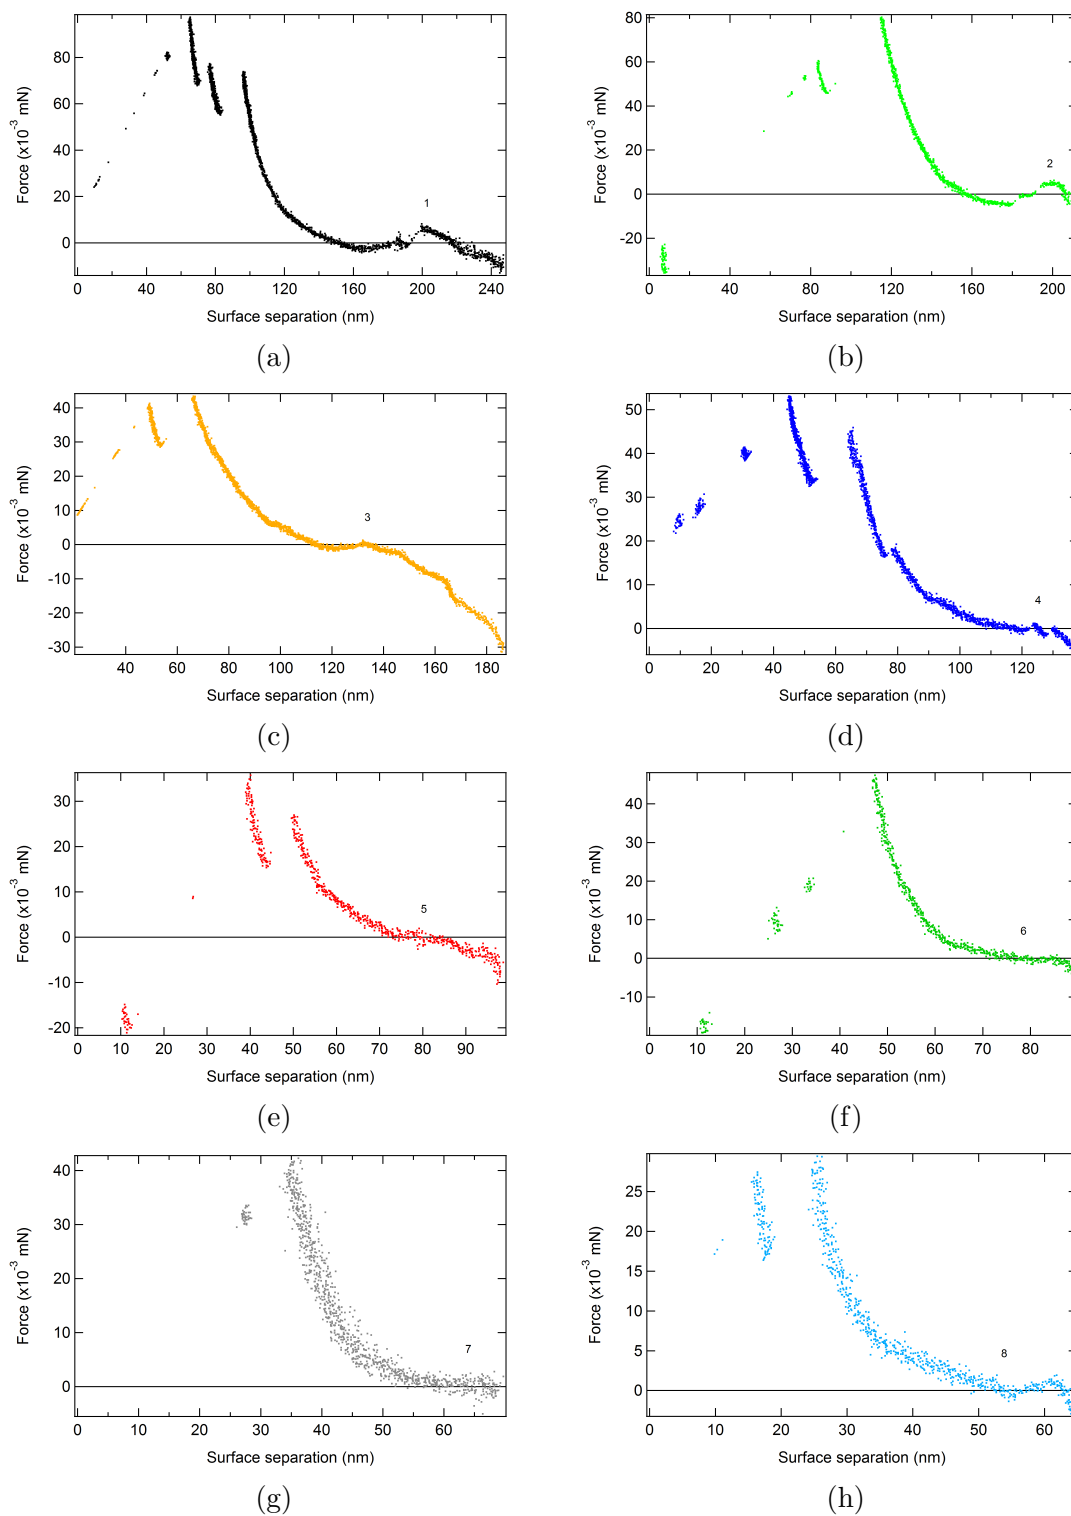 80
60
40
20
0
Force (x10⁻³ mN)
1
0 40 80 120 160 200 240
Surface separation (nm)
(a)
80
60
40
20
0
-20
Force (x10⁻³ mN)
2
0 40 80 120 160 200
Surface separation (nm)
(b)
40
30
20
10
0
-10
-20
-30
Force (x10⁻³ mN)
3
40 60 80 100 120 140 160 180
Surface separation (nm)
(c)
50
40
30
20
10
0
Force (x10⁻³ mN)
4
0 20 40 60 80 100 120
Surface separation (nm)
(d)
30
20
10
0
-10
-20
Force (x10⁻³ mN)
5
0 10 20 30 40 50 60 70 80 90
Surface separation (nm)
(e)
40
30
20
10
0
-10
Force (x10⁻³ mN)
6
0 10 20 30 40 50 60 70 80
Surface separation (nm)
(f)
40
30
20
10
0
Force (x10⁻³ mN)
7
0 10 20 30 40 50 60
Surface separation (nm)
(g)
25
20
15
10
5
0
Force (x10⁻³ mN)
8
0 10 20 30 40 50 60
Surface separation (nm)
(h)